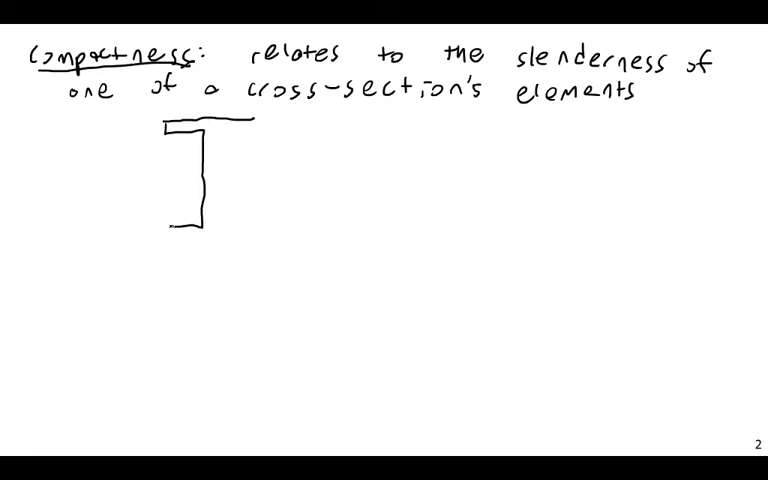 compactness: relates to the slenderness of
one of a cross-section's elements
2